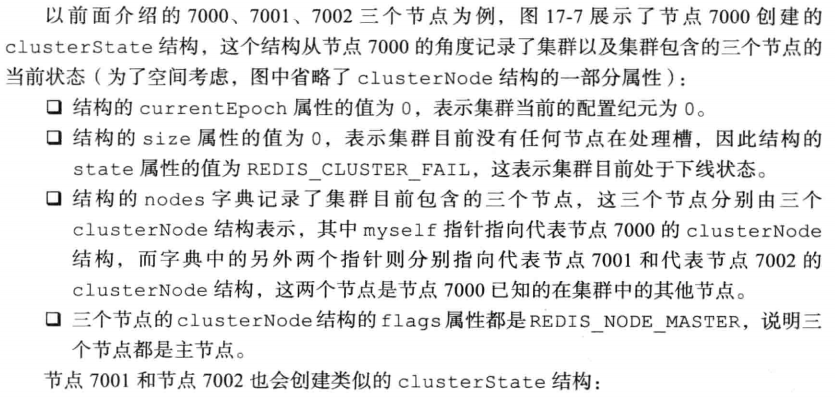 以前面介绍的 7000、7001、7002 三个节点为例，图 17-7 展示了节点 7000 创建的
clusterState 结构，这个结构从节点 7000 的角度记录了集群以及集群包含的三个节点的
当前状态（为了空间考虑，图中省略了 clusterNode 结构的一部分属性）：
❑ 结构的 currentEpoch 属性的值为 0，表示集群当前的配置纪元为 0。
❑ 结构的 size 属性的值为 0，表示集群目前没有任何节点在处理槽，因此结构的
state 属性的值为 REDIS_CLUSTER_FAIL，这表示集群目前处于下线状态。
❑ 结构的 nodes 字典记录了集群目前包含的三个节点，这三个节点分别由三个
clusterNode 结构表示，其中 myself 指针指向代表节点 7000 的 clusterNode
结构，而字典中的另外两个指针则分别指向代表节点 7001 和代表节点 7002 的
clusterNode 结构，这两个节点是节点 7000 已知的在集群中的其他节点。
❑ 三个节点的 clusterNode 结构的 flags 属性都是 REDIS_NODE_MASTER，说明三
个节点都是主节点。
节点 7001 和节点 7002 也会创建类似的 clusterState 结构：